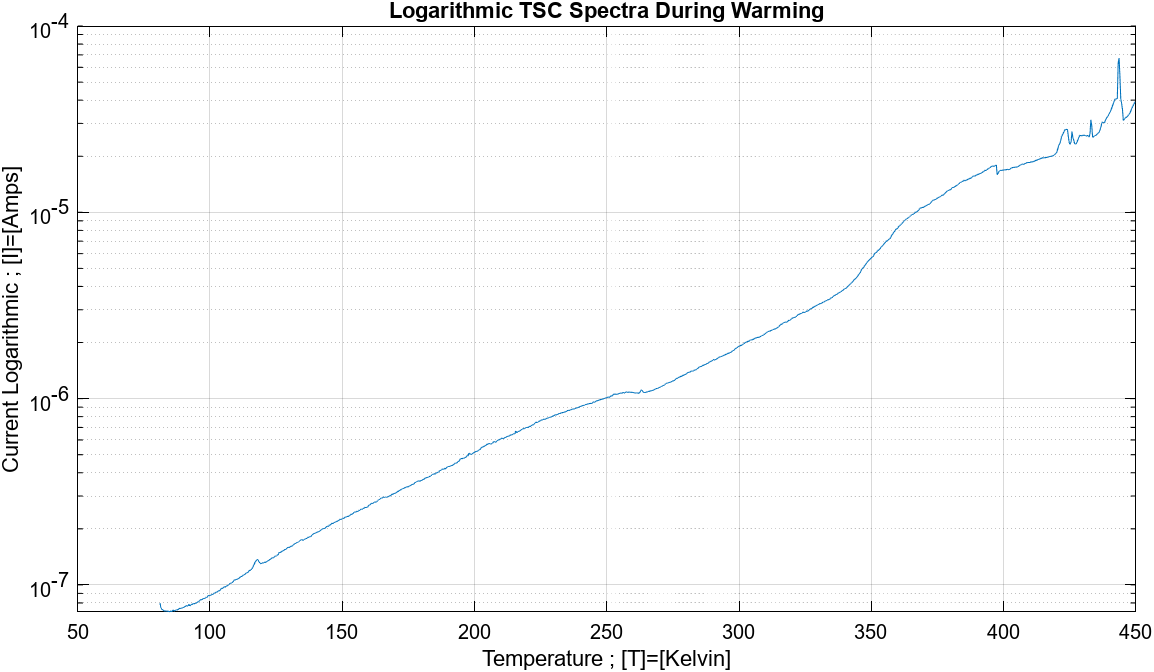 Logarithmic TSC Spectra During Warming
10^-4
10^-5
10^-6
10^-7
Current Logarithmic ; [I]=[Amps]
50 100 150 200 250 300 350 400 450
Temperature ; [T]=[Kelvin]